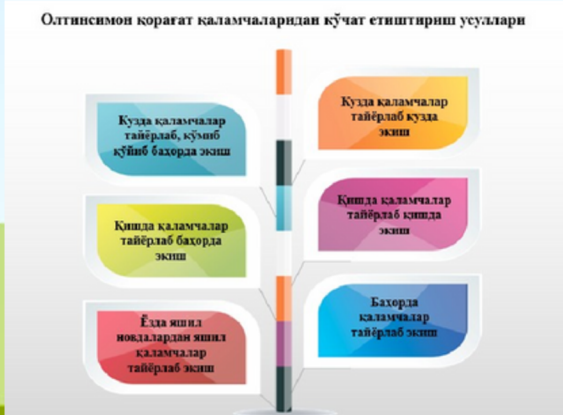 Олтинсимон қорағат қаламчаларидан кўчат етиштириш усуллари
Кузда қаламчалар
тайёрлаб, кўмиб
қўйиб баҳорда экиш
Кузда қаламчалар
тайёрлаб кузда
экиш
Қишда қаламчалар
тайёрлаб баҳорда
экиш
Қишда қаламчалар
тайёрлаб қишда
экиш
Ёзда яшил
новдалардан яшил
қаламчалар
тайёрлаб экиш
Баҳорда
қаламчалар
тайёрлаб экиш